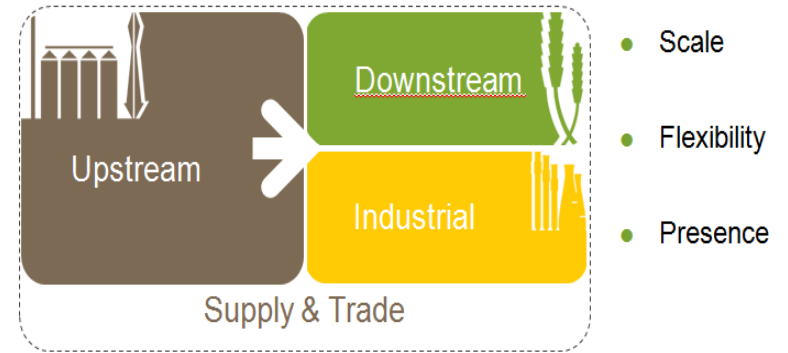 Upstream
Downstream
Industrial
Supply & Trade
Scale
Flexibility
Presence